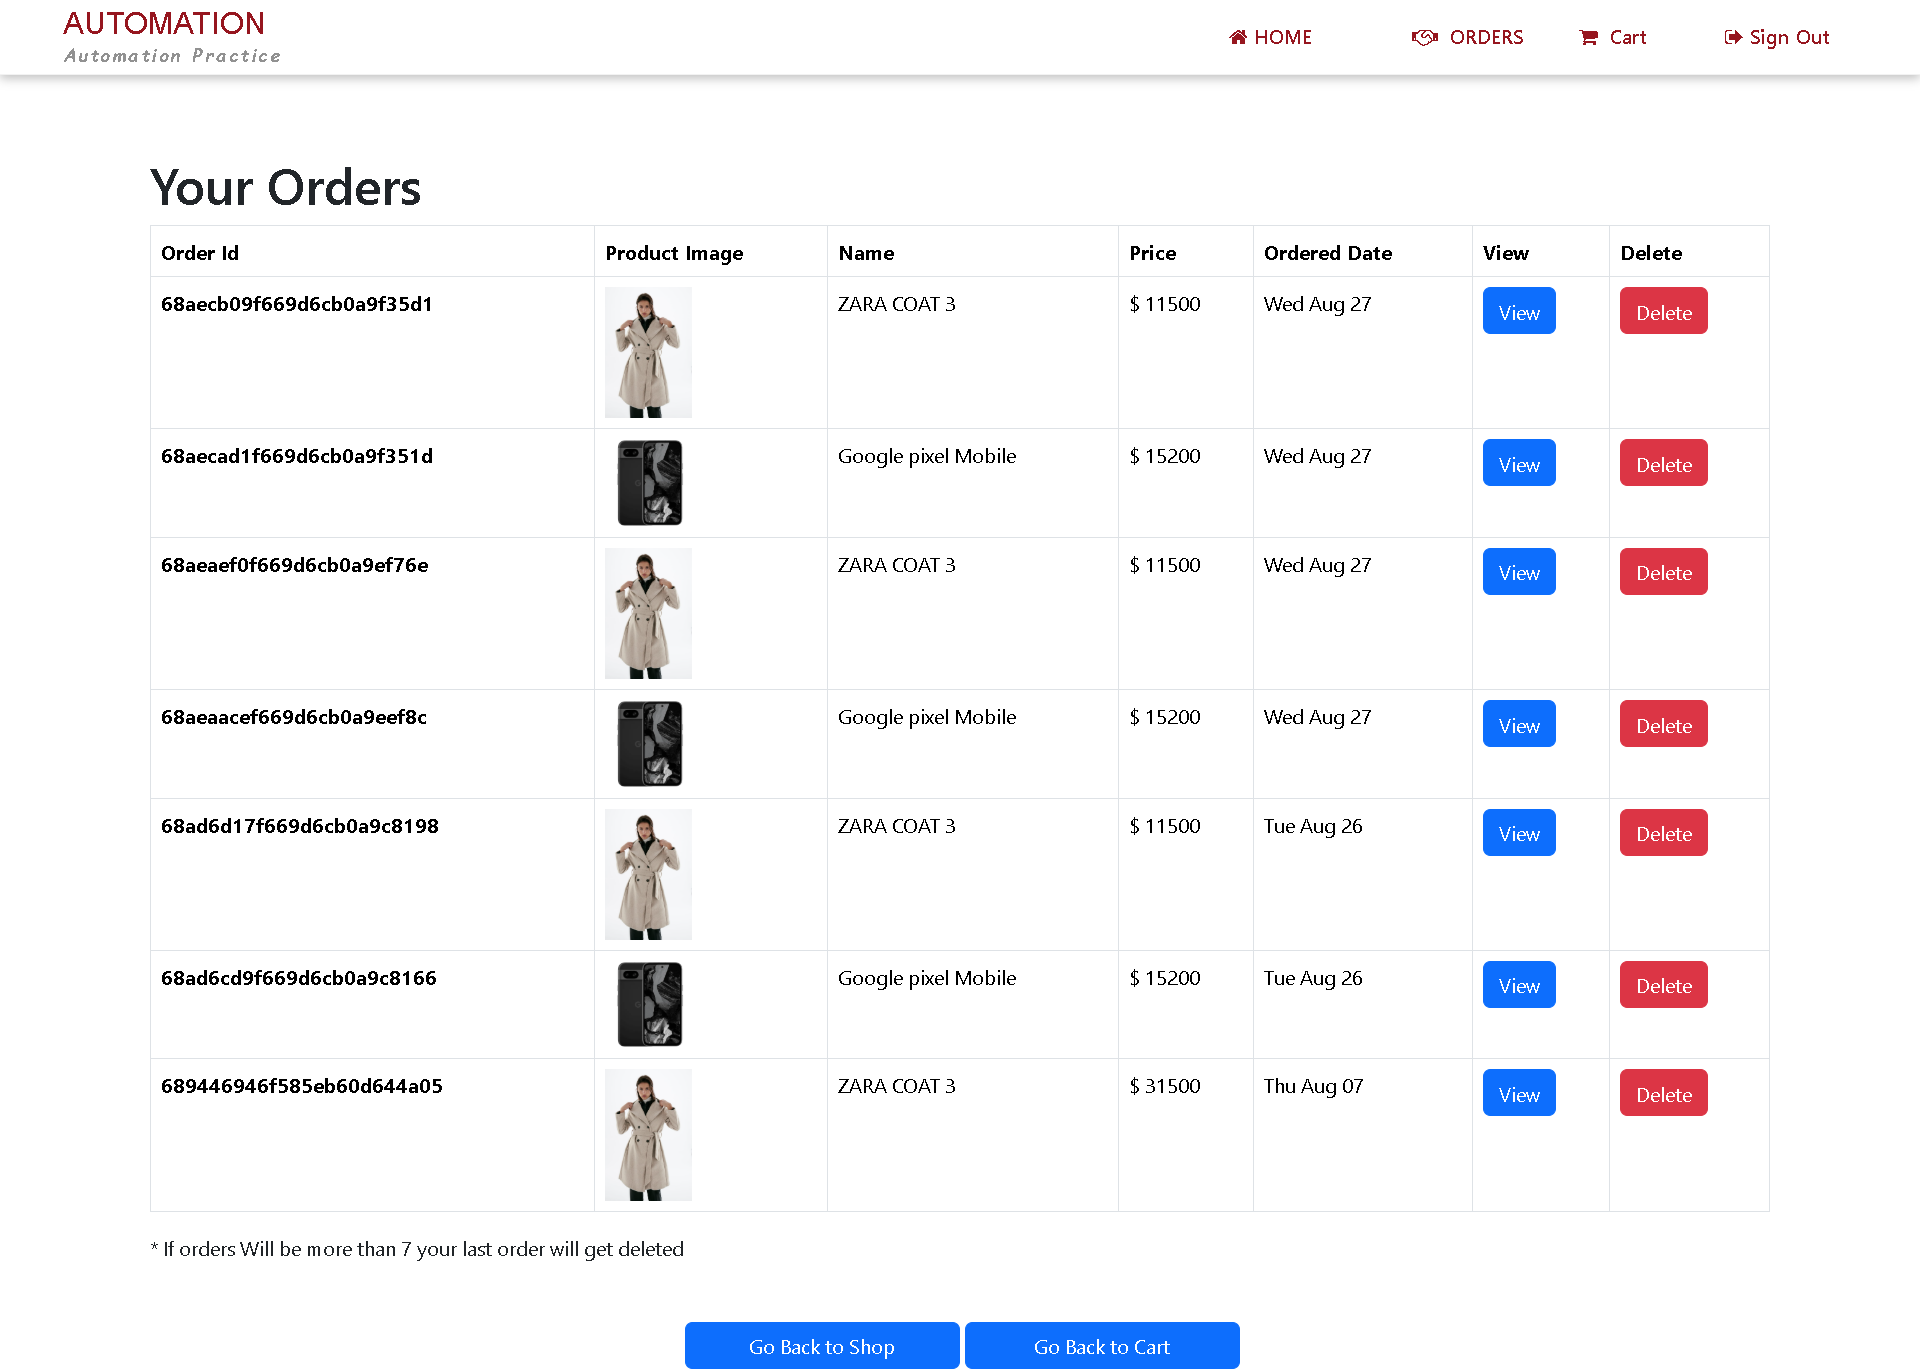 AUTOMATION
Automation Practice
HOME
ORDERS
Cart
Sign Out
Your Orders
Order Id Product Image Name Price Ordered Date View Delete
68aecb09f669d6cb0a9f35d1 ZARA COAT 3 $ 11500 Wed Aug 27 View Delete
68aecad1f669d6cb0a9f351d Google pixel Mobile $ 15200 Wed Aug 27 View Delete
68aeaef0f669d6cb0a9ef76e ZARA COAT 3 $ 11500 Wed Aug 27 View Delete
68aeaacef669d6cb0a9eef8c Google pixel Mobile $ 15200 Wed Aug 27 View Delete
68ad6d17f669d6cb0a9c8198 ZARA COAT 3 $ 11500 Tue Aug 26 View Delete
68ad6cd9f669d6cb0a9c8166 Google pixel Mobile $ 15200 Tue Aug 26 View Delete
689446946f585eb60d644a05 ZARA COAT 3 $ 31500 Thu Aug 07 View Delete
* If orders Will be more than 7 your last order will get deleted
Go Back to Shop Go Back to Cart